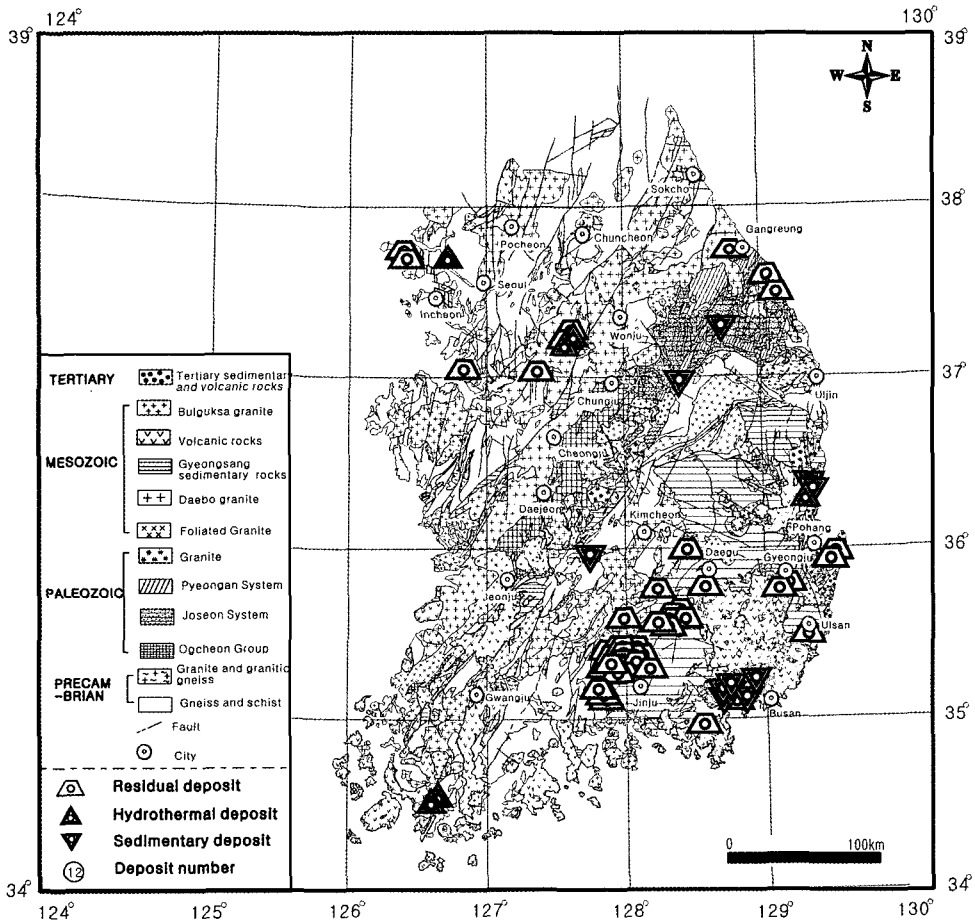 124° 130°
39° 39°
N
W E
S
38° 38°
Sokcho
Gangreung
Pocheon
Chuncheon
Seoul
Incheon
Wonju
37° 37°
Chungju
Uljin
Cheongju
Daejeon
Kimcheon
Pohang
36° 36°
Daegu
Gyeongju
Jeonju
Ulsan
Gwangju
Jinju
Busan
35° 35°
TERTIARY
Tertiary sedimentary
and volcanic rocks
MESOZOIC
Bulguksa granite
Volcanic rocks
Gyeongsang
sedimentary rocks
Daebo granite
Foliated Granite
PALEOZOIC
Granite
Pyeongan System
Joseon System
Ogcheon Group
PRECAM
-BRIAN
Granite and granitic
gneiss
Gneiss and schist
Fault
City
Residual deposit
Hydrothermal deposit
Sedimentary deposit
12 Deposit number
0 100km
34° 34°
124° 125° 126° 127° 128° 129° 130°